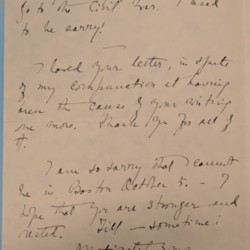 go to the Civil War. I used
to be sorry!
I loved your letter, in spite
of my compunction at having
been the cause of your writing
me more. Thank you for all of
it.
I am so sorry that I cannot
be in Boston October 5. - I
hope that you are stronger and
rested. Till - sometime!